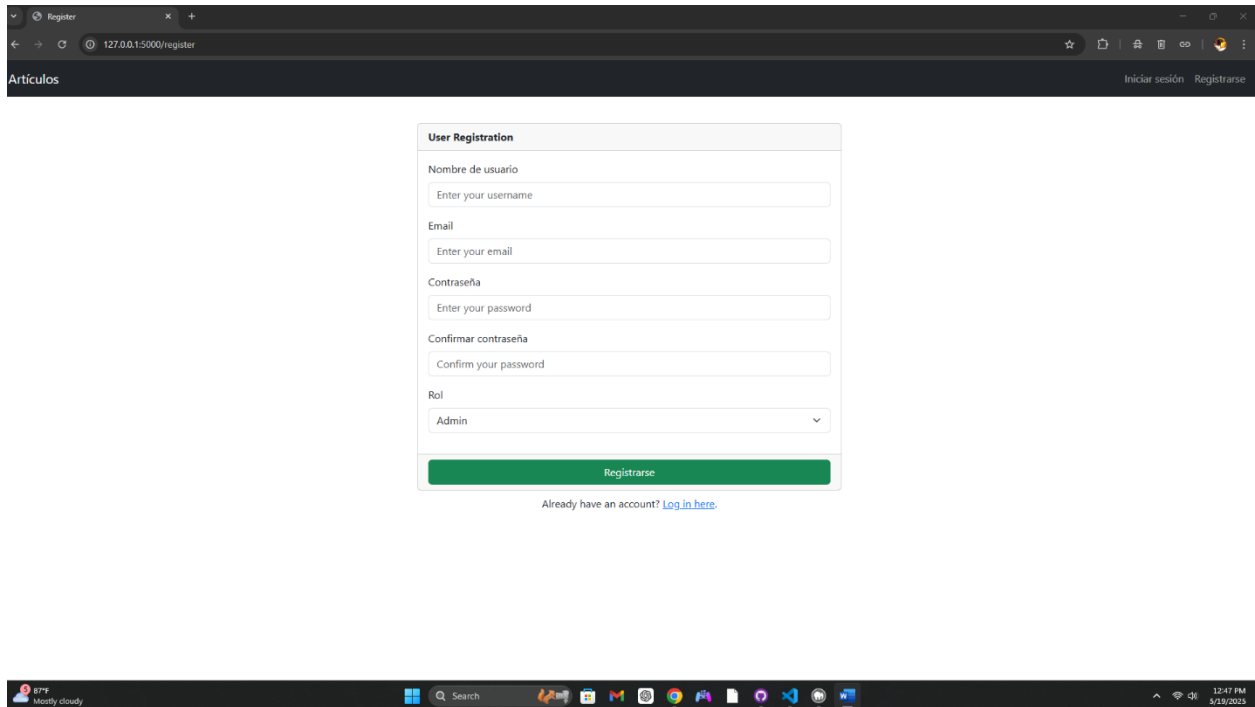 Register
127.0.0.1:5000/register
Artículos
Iniciar sesión Registrarse
User Registration
Nombre de usuario
Enter your username
Email
Enter your email
Contraseña
Enter your password
Confirmar contraseña
Confirm your password
Rol
Admin
Registrarse
Already have an account? Log in here.
5
87°F
Mostly cloudy
Search
12:47 PM
5/19/2025